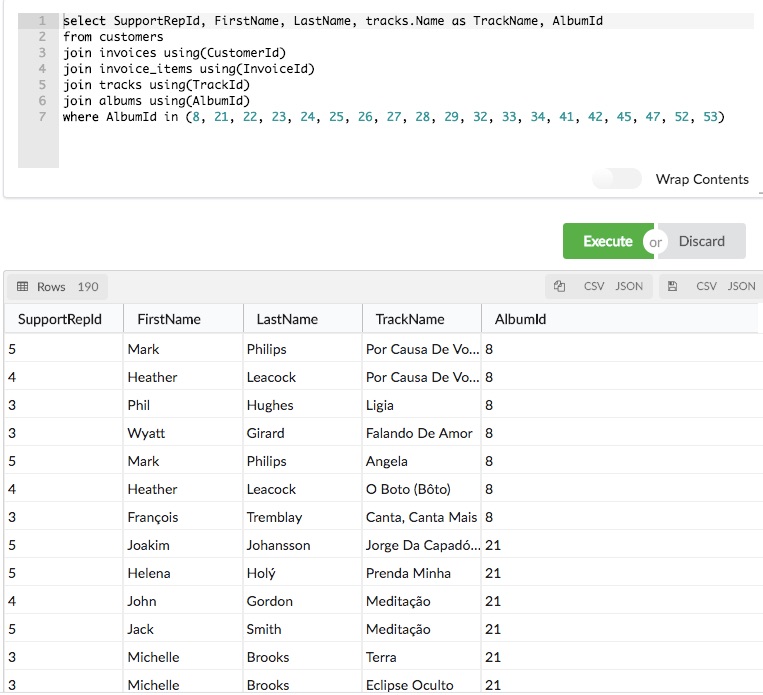 1 select SupportRepId, FirstName, LastName, tracks.Name as TrackName, AlbumId
2 from customers
3 join invoices using(CustomerId)
4 join invoice_items using(InvoiceId)
5 join tracks using(TrackId)
6 join albums using(AlbumId)
7 where AlbumId in (8, 21, 22, 23, 24, 25, 26, 27, 28, 29, 32, 33, 34, 41, 42, 45, 47, 52, 53)
Wrap Contents
Execute or Discard
Rows 190 CSV JSON CSV JSON
SupportRepId FirstName LastName TrackName AlbumId
5 Mark Philips Por Causa De Vo... 8
4 Heather Leacock Por Causa De Vo... 8
3 Phil Hughes Ligia 8
3 Wyatt Girard Falando De Amor 8
5 Mark Philips Angela 8
4 Heather Leacock O Boto (Bôto) 8
3 François Tremblay Canta, Canta Mais 8
5 Joakim Johansson Jorge Da Capadó... 21
5 Helena Holý Prenda Minha 21
4 John Gordon Meditação 21
5 Jack Smith Meditação 21
3 Michelle Brooks Terra 21
3 Michelle Brooks Eclipse Oculto 21